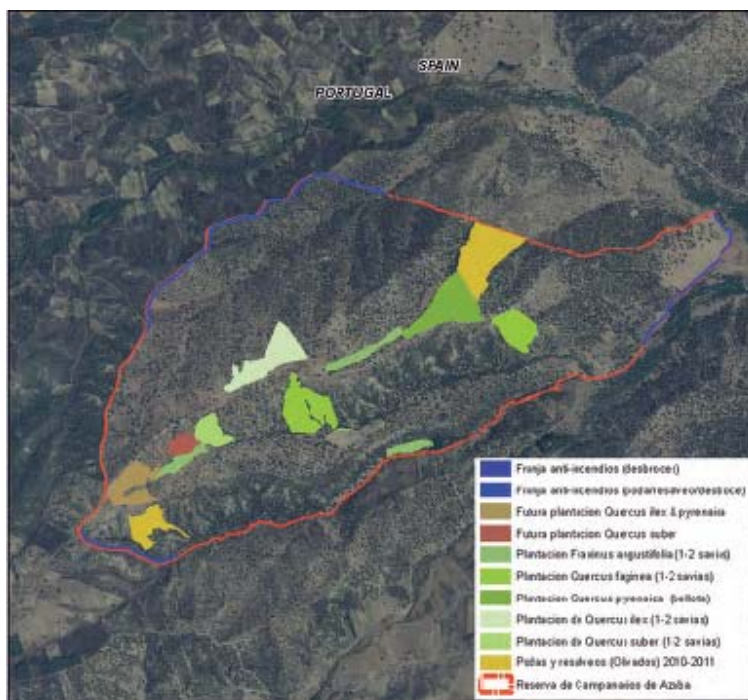 SPAIN
PORTUGAL
Franja anti-incendios (desbroce)
Franja anti-incendios (poda/resalveo/desbroce)
Futura plantacion Quercus ilex & pyrenaica
Futura plantacion Quercus suber
Plantacion Fraxinus angustifolia (1-2 savias)
Plantacion Quercus faginea (1-2 savias)
Plantacion Quercus pyrenaica (bellota)
Plantacion de Quercus ilex (1-2 savias)
Plantacion de Quercus suber (1-2 savias)
Podas y resalveos (Olivados) 2010-2011
Reserva de Campanarios de Azaba